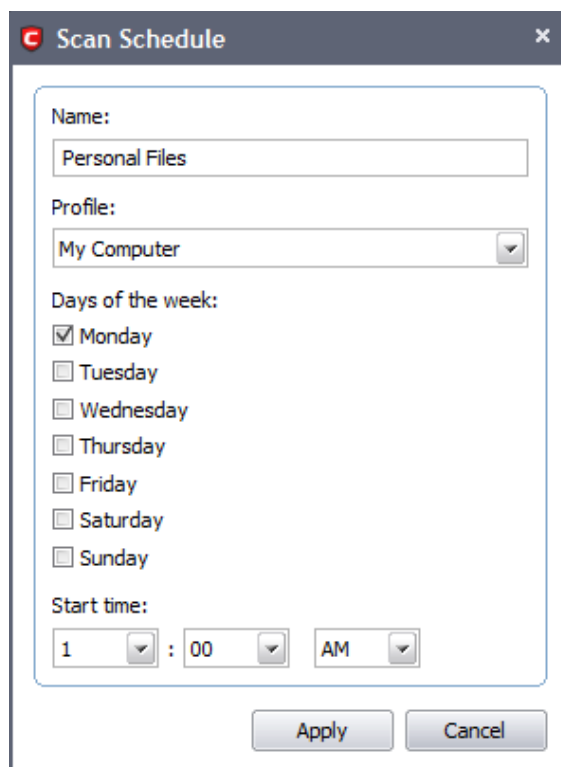 Scan Schedule
Name:
Personal Files
Profile:
My Computer
Days of the week:
Monday
Tuesday
Wednesday
Thursday
Friday
Saturday
Sunday
Start time:
1 : 00 AM
Apply Cancel